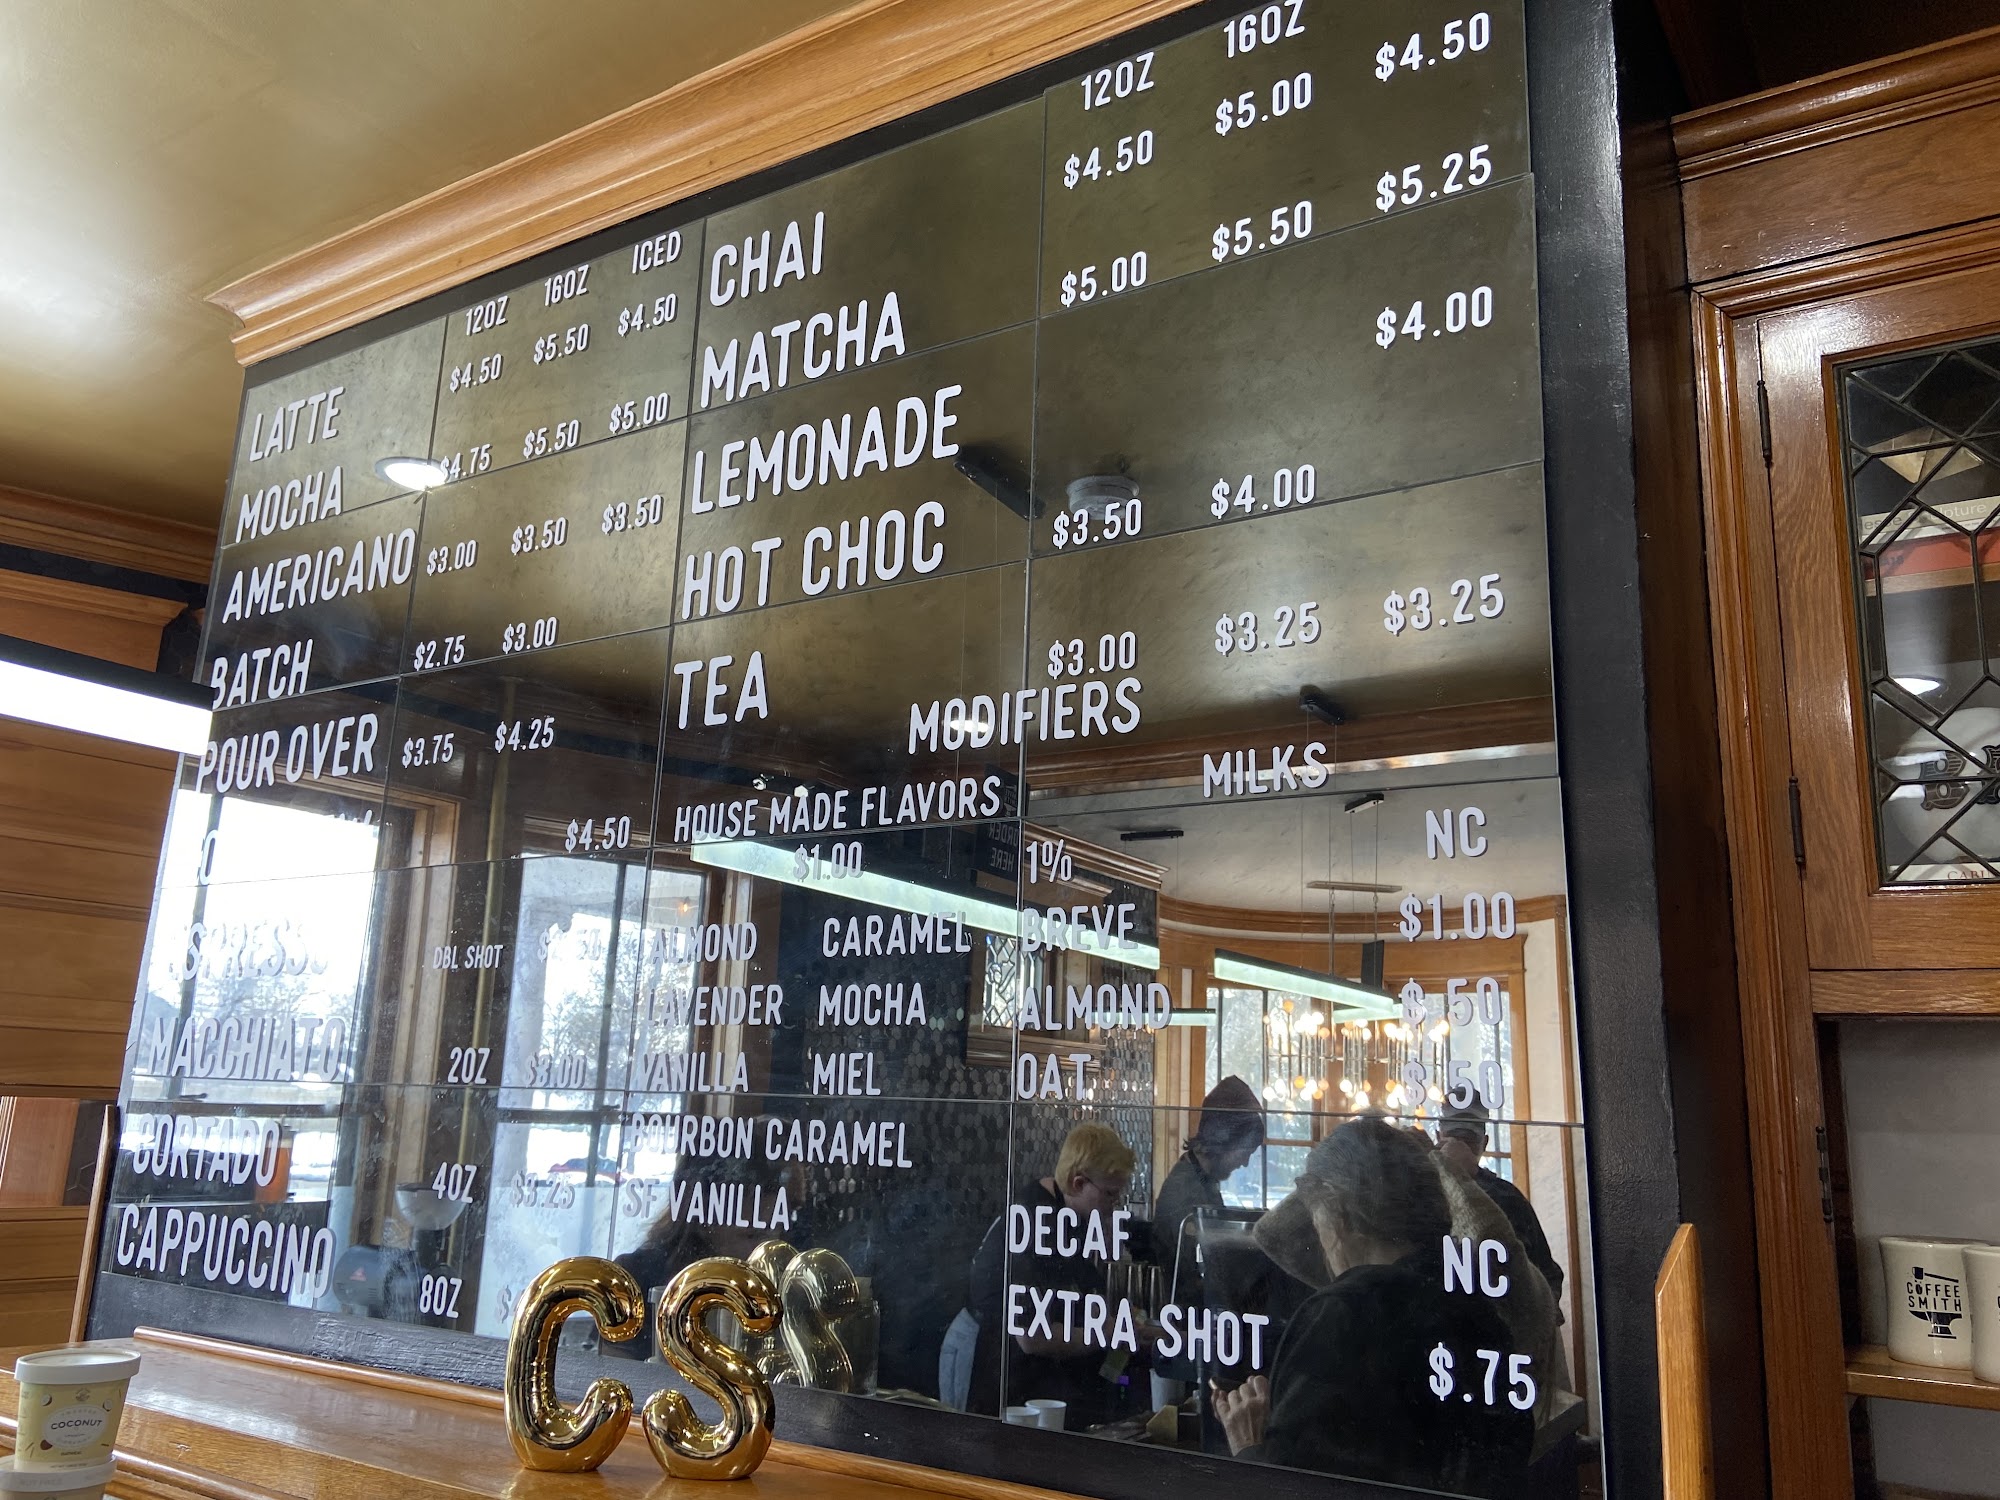 12OZ 16OZ ICED
LATTE $4.50 $5.50 $4.50
MOCHA $4.75 $5.50 $5.00
AMERICANO $3.00 $3.50 $3.50
BATCH $2.75 $3.00
POUR OVER $3.75 $4.25
$4.50
ESPRESSO DBL SHOT
MACCHIATO 2OZ $3.00
CORTADO 4OZ $3.25
CAPPUCCINO 8OZ
12OZ 16OZ
CHAI $4.50 $5.00 $4.50
MATCHA $5.00 $5.50 $5.25
LEMONADE $4.00
HOT CHOC $3.50 $4.00
TEA $3.00 $3.25 $3.25
MODIFIERS
HOUSE MADE FLAVORS
$1.00
ALMOND CARAMEL
LAVENDER MOCHA
VANILLA MIEL
BOURBON CARAMEL
SF VANILLA
MILKS
1% NC
BREVE $1.00
ALMOND $.50
OAT $.50
DECAF NC
EXTRA SHOT $.75
CS
COCONUT
COFFEE
SMITH